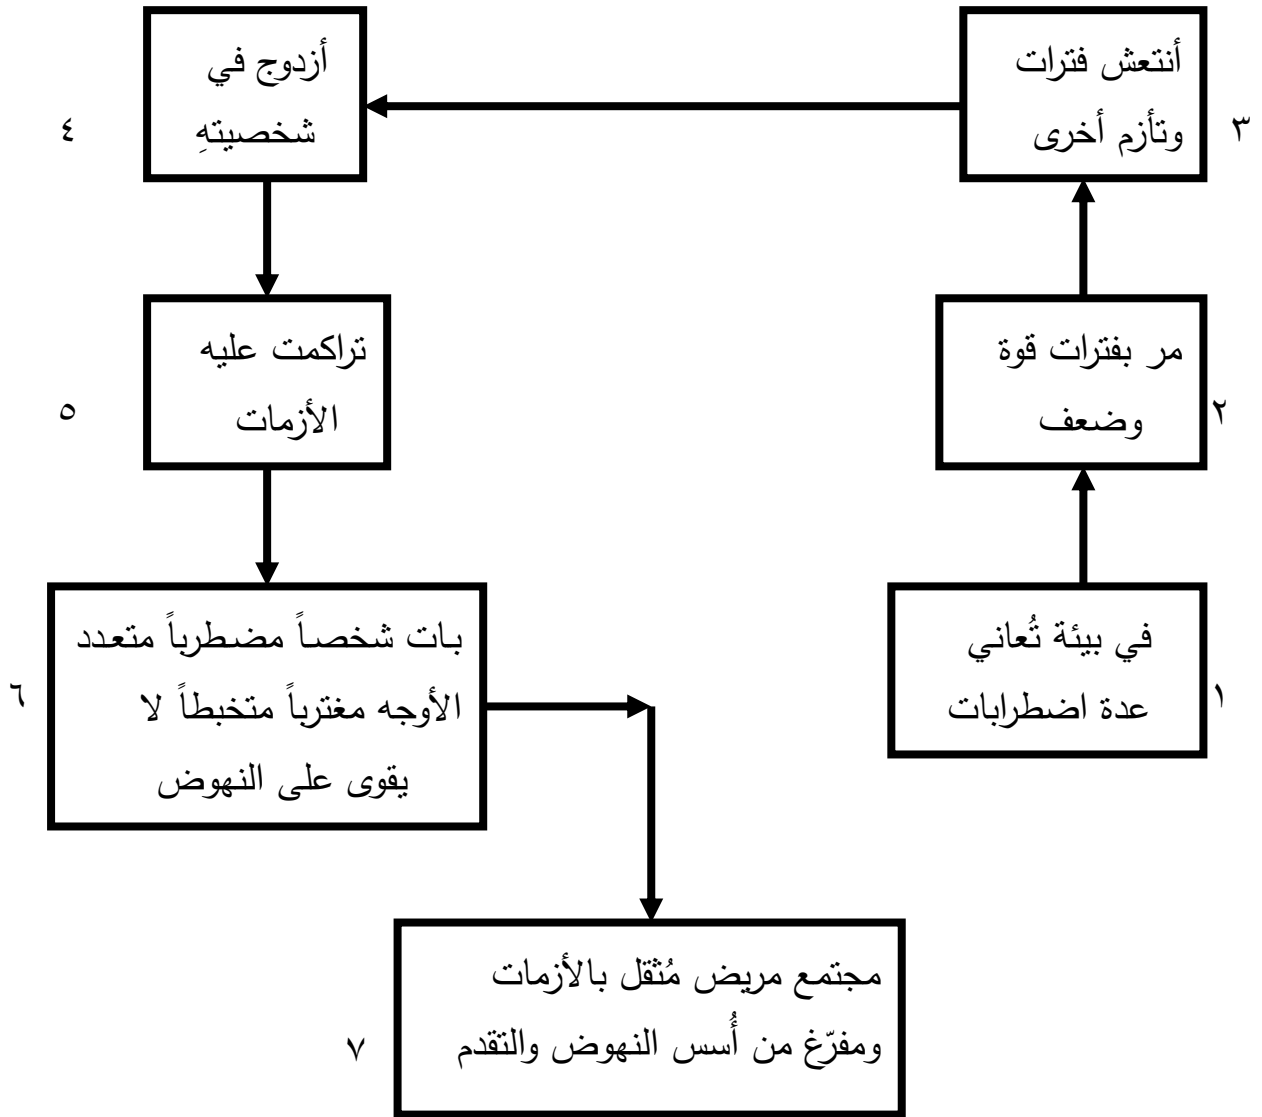 في بيئة تُعاني
عدة اضطرابات
١
مر بفترات قوة
وضعف
٢
أنتعش فترات
وتأزم أخرى
٣
أزدوج في
شخصيتهِ
٤
تراكمت عليه
الأزمات
٥
بات شخصاً مضطرباً متعدد
الأوجه مغترباً متخبطاً لا
يقوى على النهوض
٦
مجتمع مريض مُثقل بالأزمات
ومفرّغ من أُسس النهوض والتقدم
٧